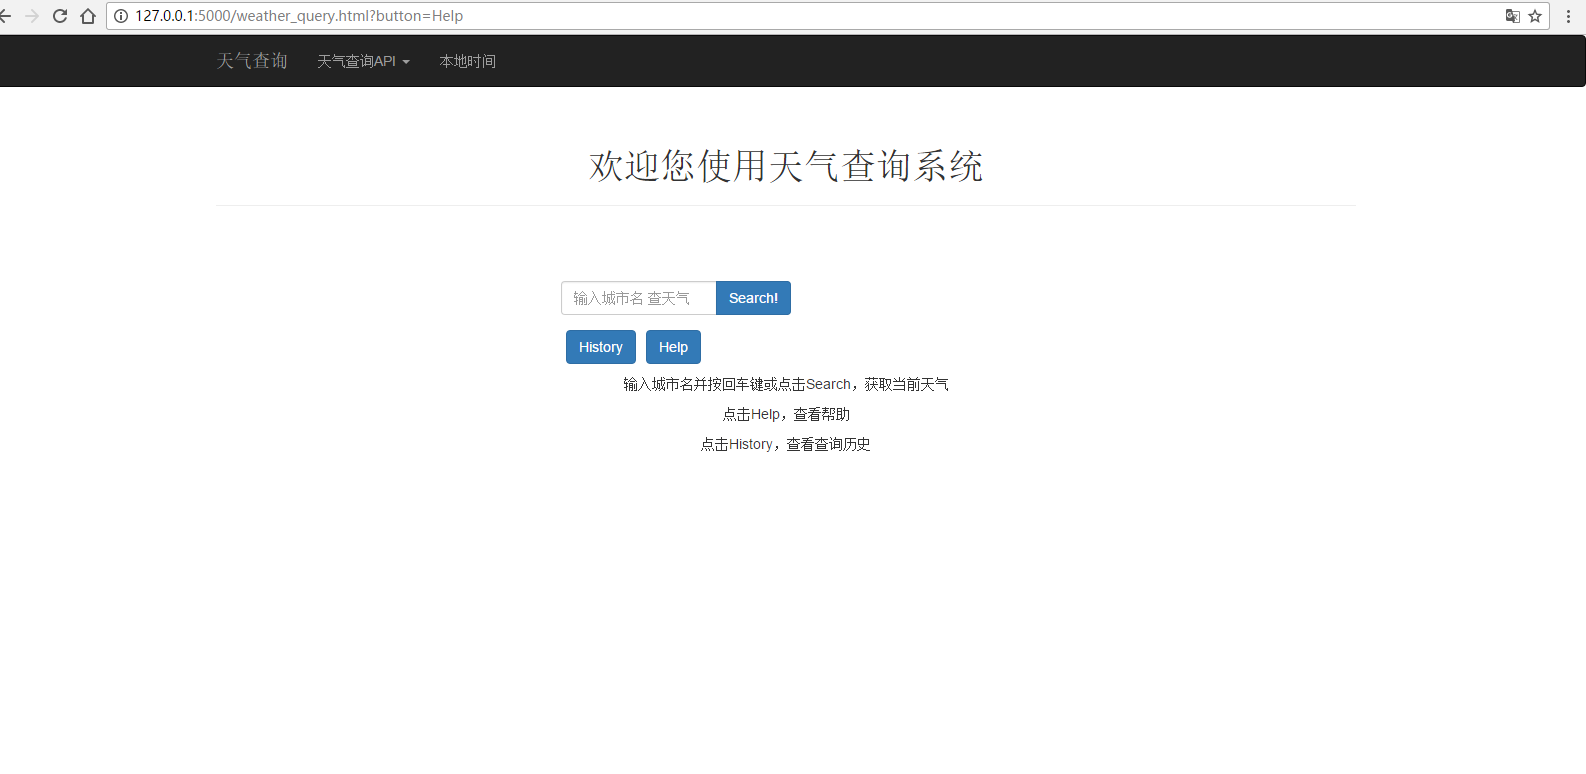 127.0.0.1:5000/weather_query.html?button=Help
天气查询 天气查询API 本地时间
欢迎您使用天气查询系统
输入城市名 查天气 Search!
History Help
输入城市名并按回车键或点击Search，获取当前天气
点击Help，查看帮助
点击History，查看查询历史